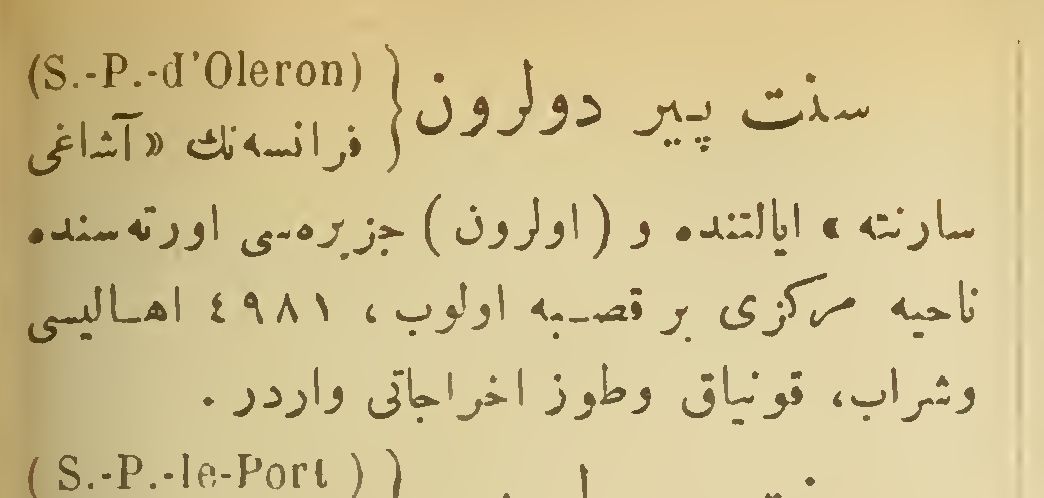 سنت پیر دولرون { (S.-P.-d'Oleron)
فرانسه‌نك «آشاغی
سارنته» ایالتنده و (اولرون) جزیره‌سی اورته‌سنده
ناحیه مرکزی بر قصبه اولوب، ٤٩٨١ اهالیسی
وشراب، قونیاق وطوز اخراجاتی واردر.
(S.-P.-le-Port)